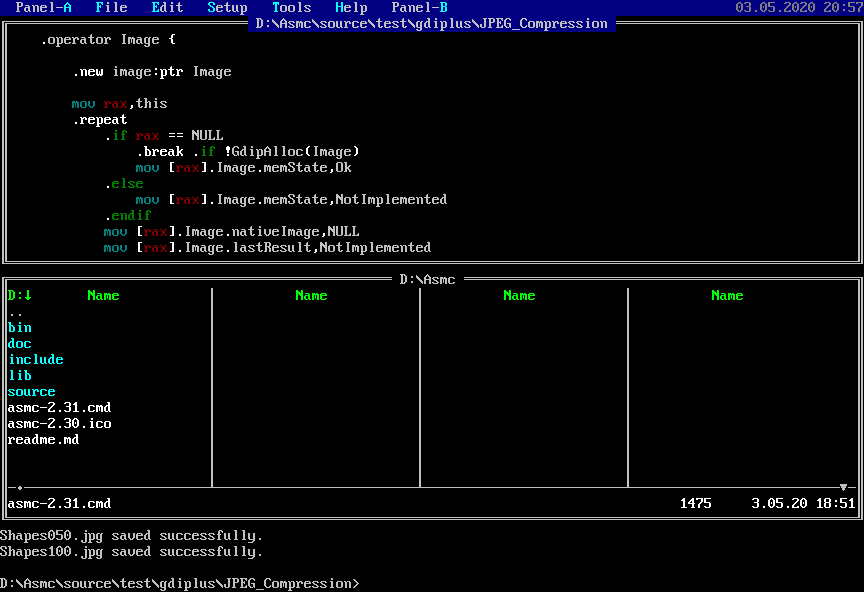 Panel-A File Edit Setup Tools Help Panel-B 03.05.2020 20:57
D:\Asmc\source\test\gdiplus\JPEG_Compression
.operator Image {
.new image:ptr Image
mov rax,this
.repeat
.if rax == NULL
.break .if !GdipAlloc(Image)
mov [rax].Image.memState,Ok
.else
mov [rax].Image.memState,NotImplemented
.endif
mov [rax].Image.nativeImage,NULL
mov [rax].Image.lastResult,NotImplemented
D:\Asmc
D:↓ Name Name Name Name
..
bin
doc
include
lib
source
asmc-2.31.cmd
asmc-2.30.ico
readme.md
asmc-2.31.cmd 1475 3.05.20 18:51
Shapes050.jpg saved successfully.
Shapes100.jpg saved successfully.
D:\Asmc\source\test\gdiplus\JPEG_Compression>